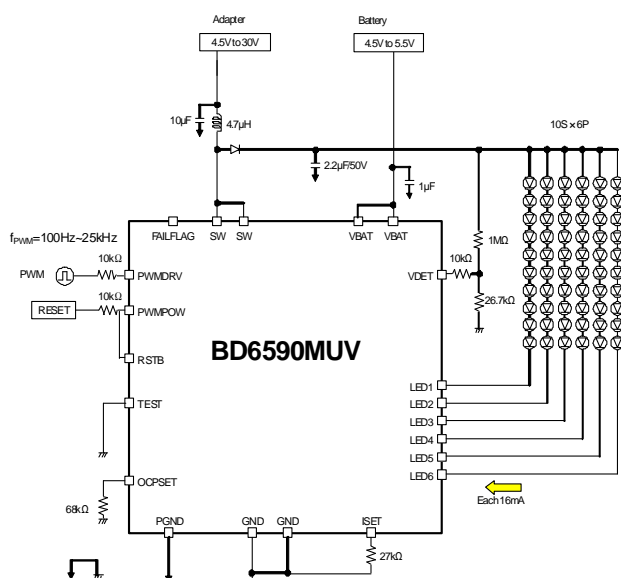 Adapter
Battery
4.5V to 30V
4.5V to 5.5V
10µF
4.7µH
10S × 6P
2.2µF/50V
1µF
fPWM=100Hz~25kHz
FAILFLAG
SW
SW
VBAT
VBAT
1MΩ
PWM
10kΩ
PWMDRV
VDET
10kΩ
RESET
10kΩ
PWMPOW
26.7kΩ
BD6590MUV
RSTB
LED1
TEST
LED2
LED3
LED4
LED5
LED6
OCPSET
Each 16mA
68kΩ
PGND
GND
GND
ISET
27kΩ